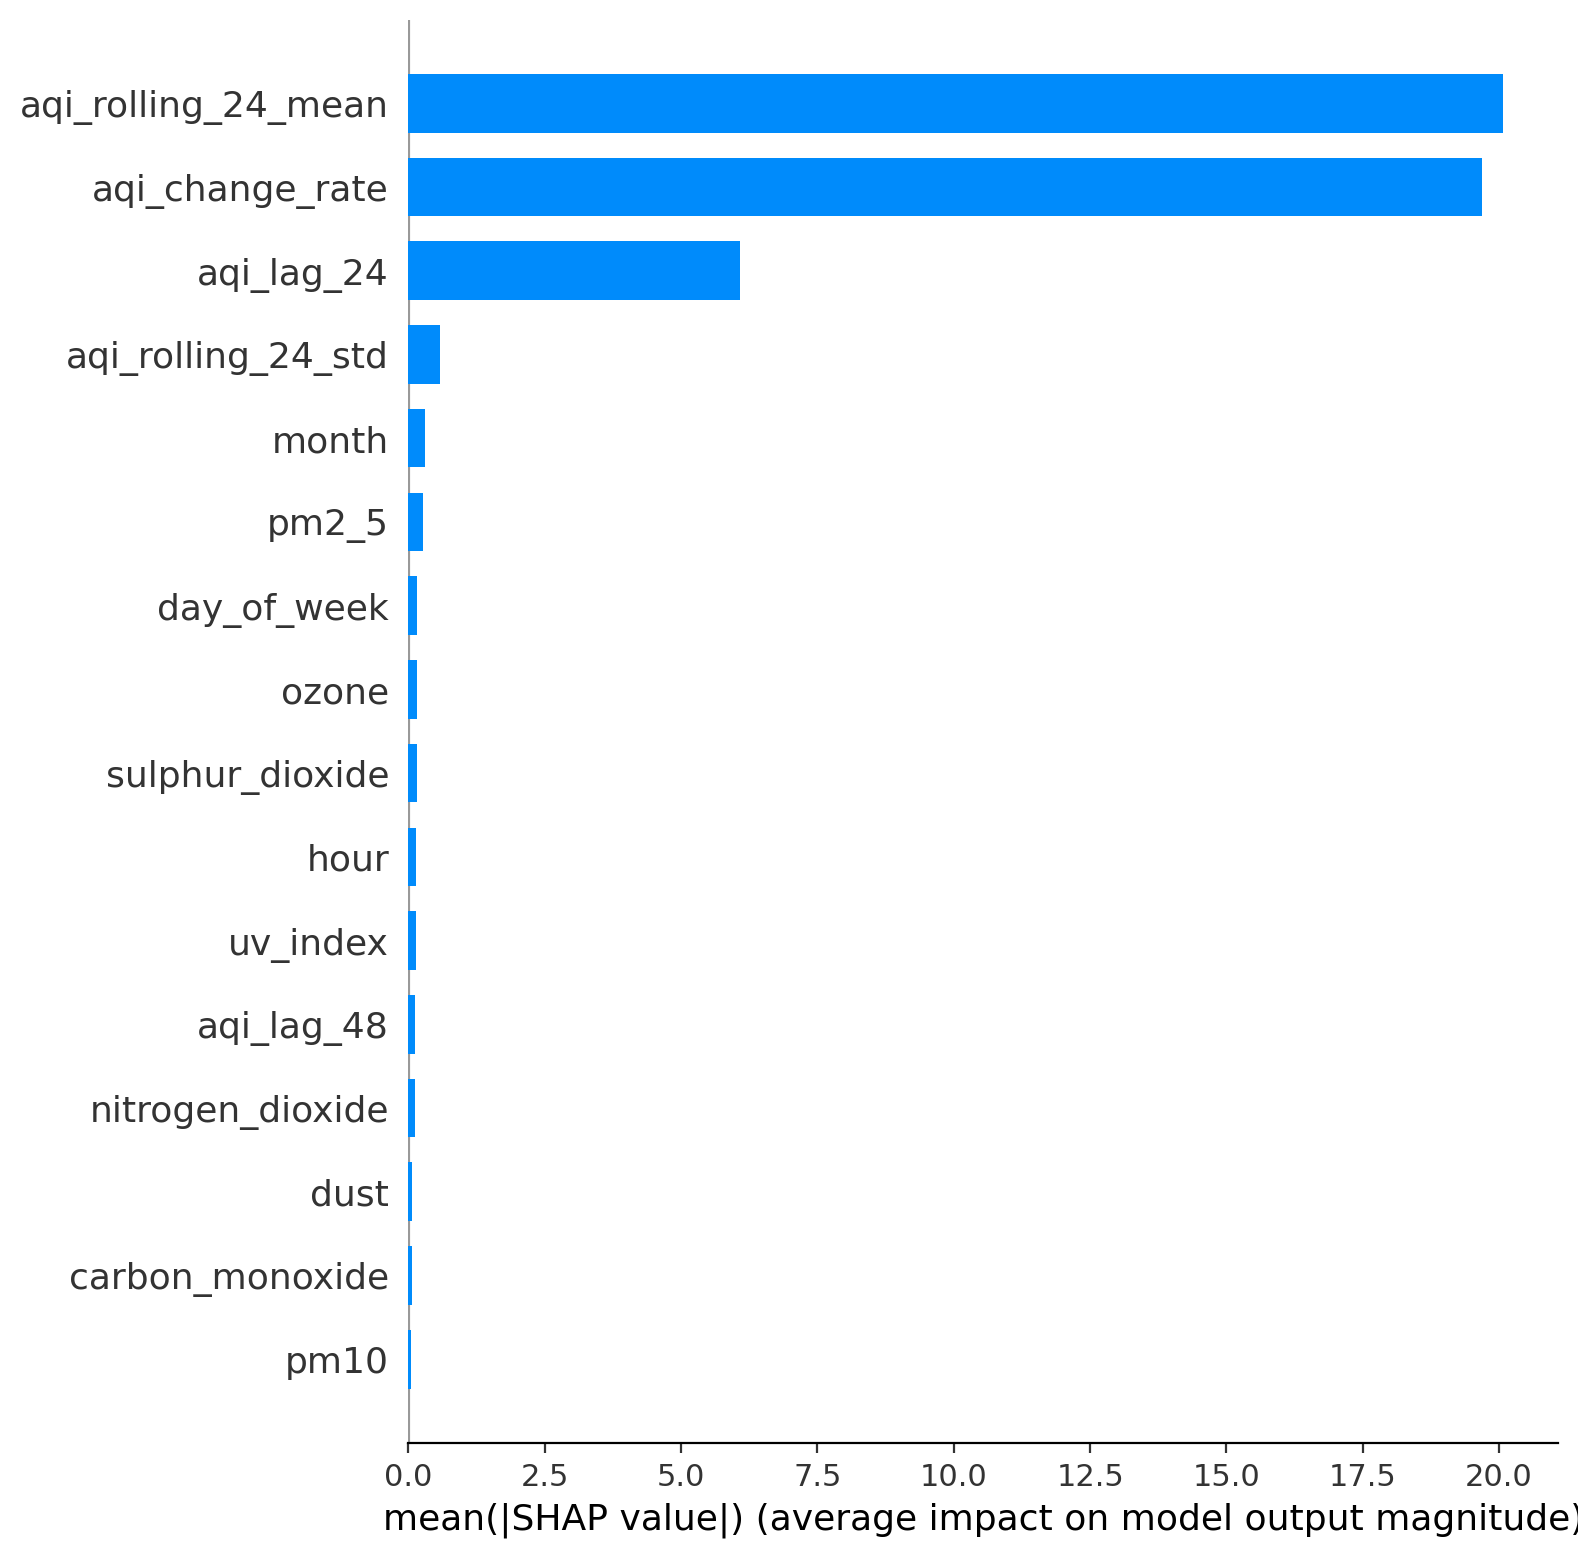 aqi_rolling_24_mean
aqi_change_rate
aqi_lag_24
aqi_rolling_24_std
month
pm2_5
day_of_week
ozone
sulphur_dioxide
hour
uv_index
aqi_lag_48
nitrogen_dioxide
dust
carbon_monoxide
pm10
0.0 2.5 5.0 7.5 10.0 12.5 15.0 17.5 20.0
mean(|SHAP value|) (average impact on model output magnitude)